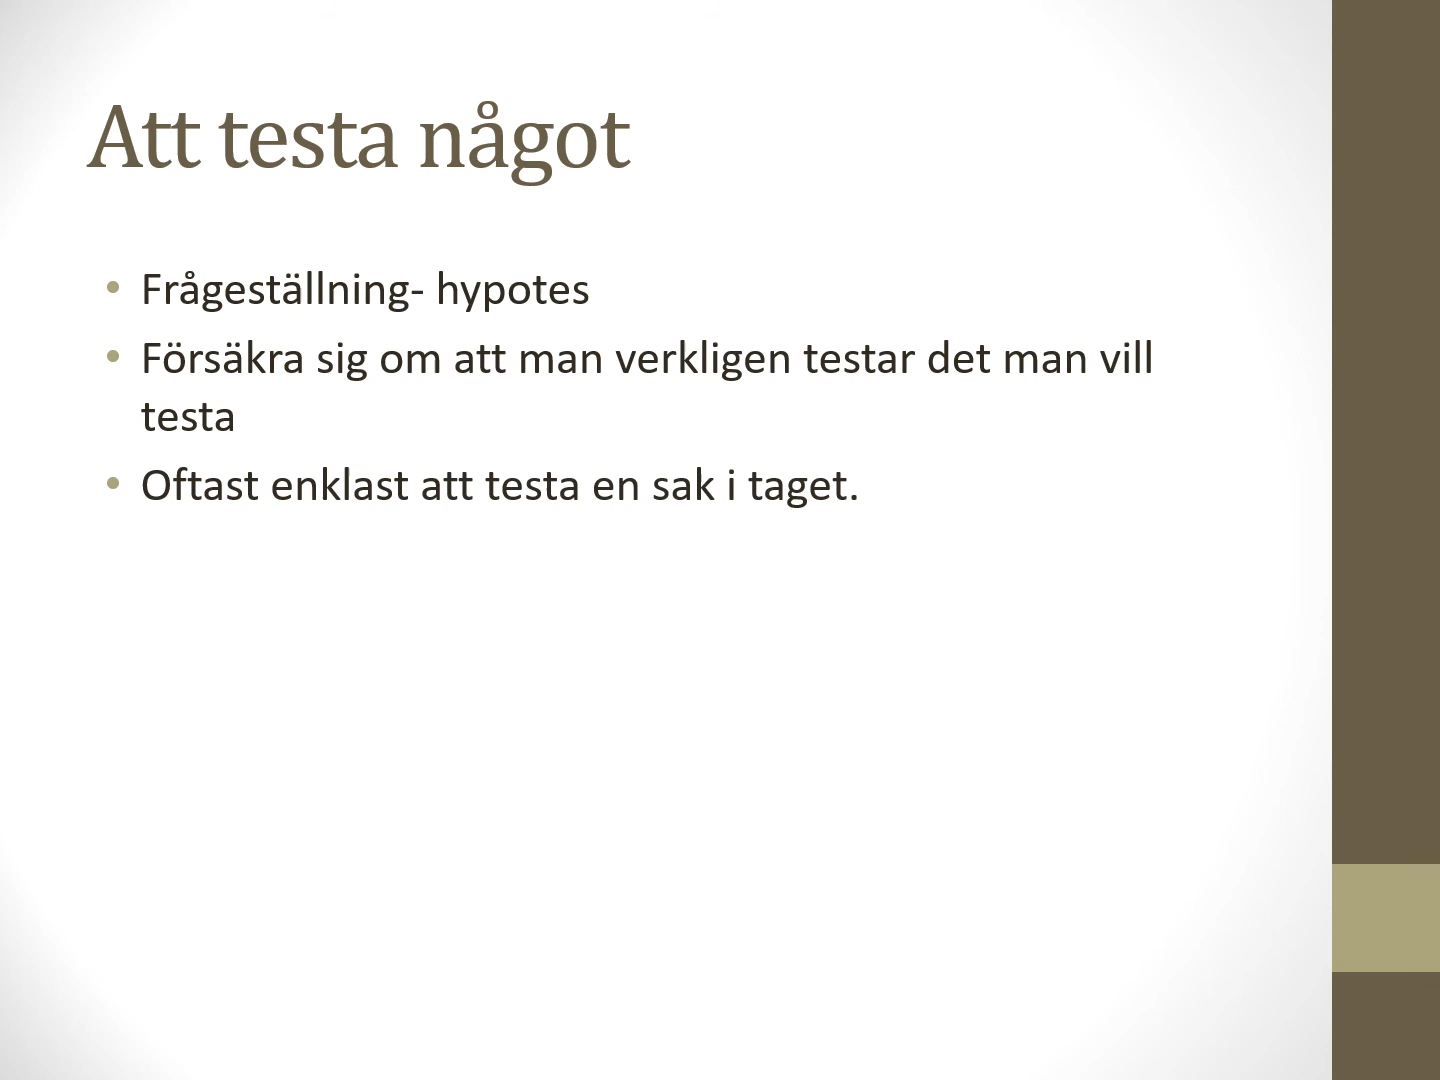 Att testa något
• Frågeställning- hypotes
• Försäkra sig om att man verkligen testar det man vill
testa
• Oftast enklast att testa en sak i taget.